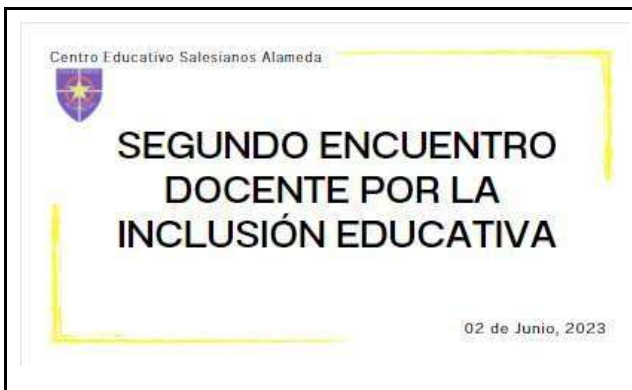 Centro Educativo Salesianos Alameda
SEGUNDO ENCUENTRO
DOCENTE POR LA
INCLUSIÓN EDUCATIVA
02 de Junio, 2023